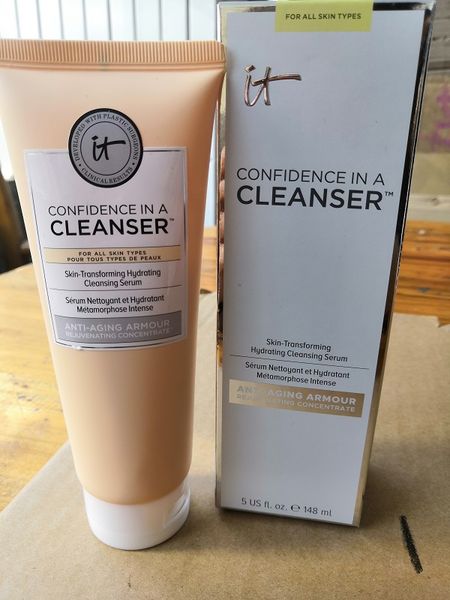 DEVELOPED WITH PLASTIC SURGEONS
it
CLINICAL RESULTS
CONFIDENCE IN A
CLEANSER™
FOR ALL SKIN TYPES
POUR TOUS TYPES DE PEAUX
Skin-Transforming Hydrating
Cleansing Serum
Sérum Nettoyant et Hydratant
Métamorphose Intense
ANTI-AGING ARMOUR
REJUVENATING CONCENTRATE
FOR ALL SKIN TYPES
it
CONFIDENCE IN A
CLEANSER™
Skin-Transforming
Hydrating Cleansing Serum
Sérum Nettoyant et Hydratant
Métamorphose Intense
ANTI-AGING ARMOUR
REJUVENATING CONCENTRATE
5 US fl. oz. e 148 ml